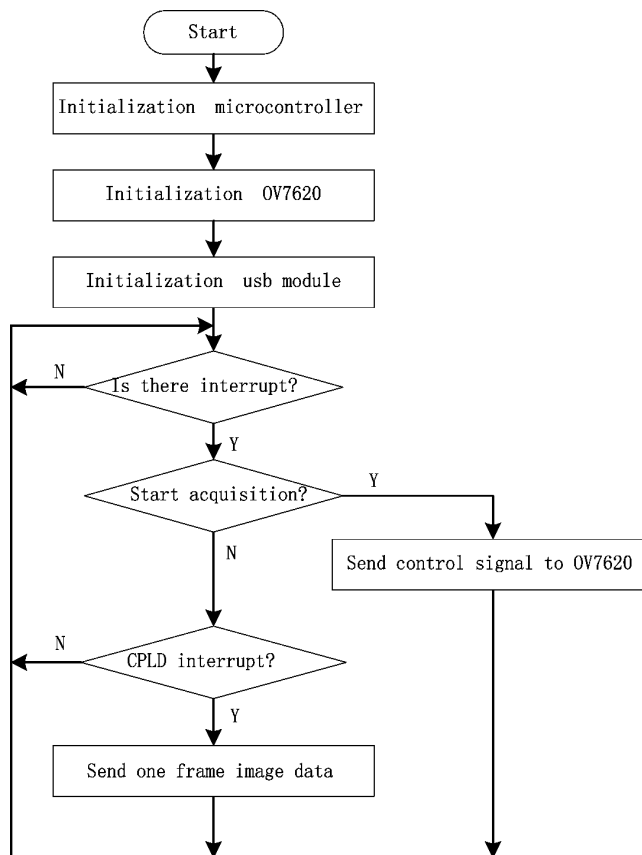 Start
Initialization microcontroller
Initialization OV7620
Initialization usb module
N
Is there interrupt?
Y
Start acquisition?
Y
N
Send control signal to OV7620
N
CPLD interrupt?
Y
Send one frame image data